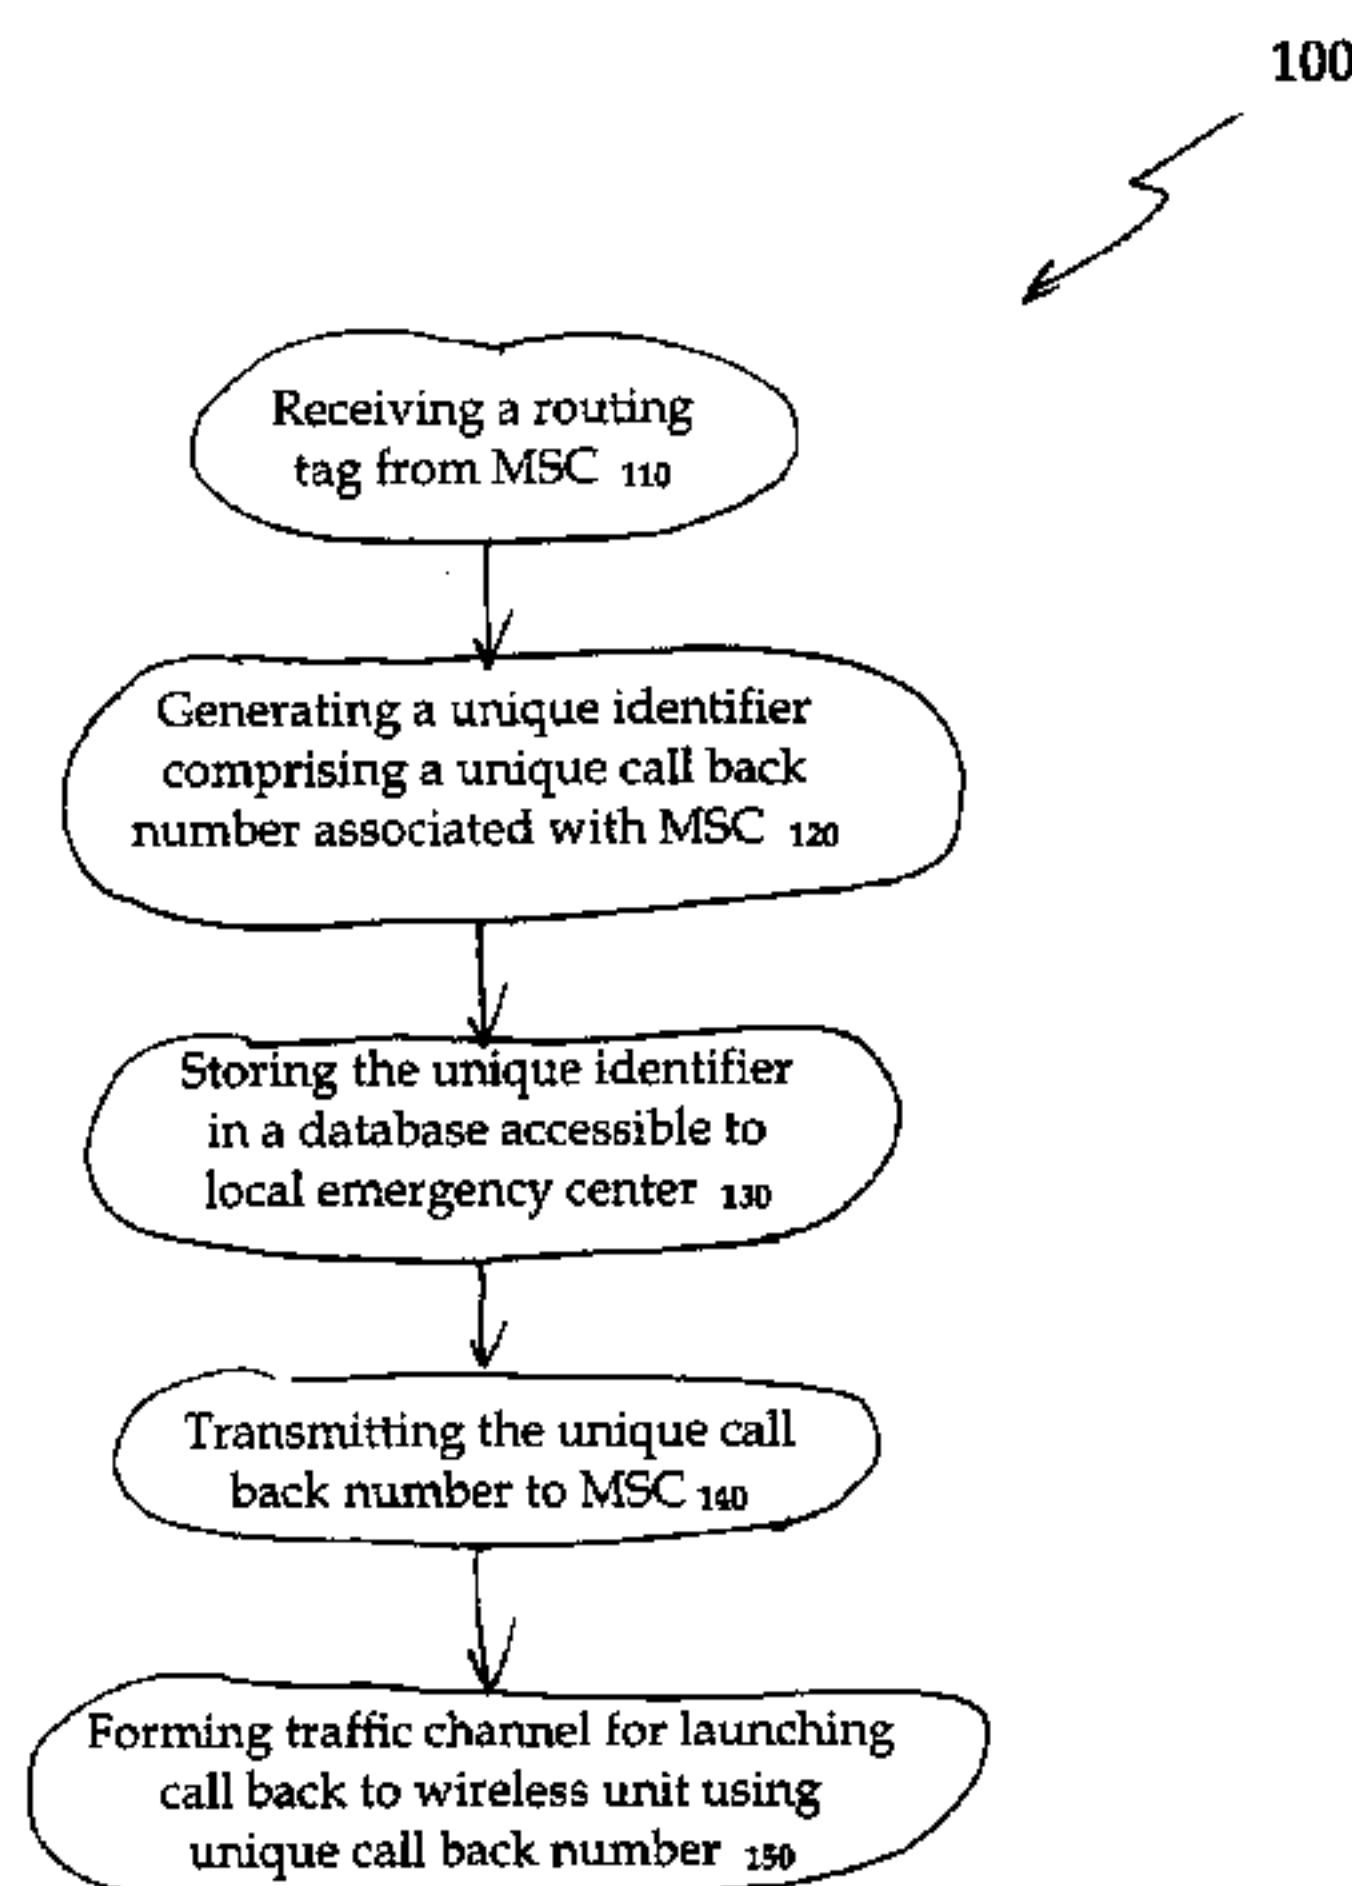 100
Receiving a routing
tag from MSC 110
Generating a unique identifier
comprising a unique call back
number associated with MSC 120
Storing the unique identifier
in a database accessible to
local emergency center 130
Transmitting the unique call
back number to MSC 140
Forming traffic channel for launching
call back to wireless unit using
unique call back number 150